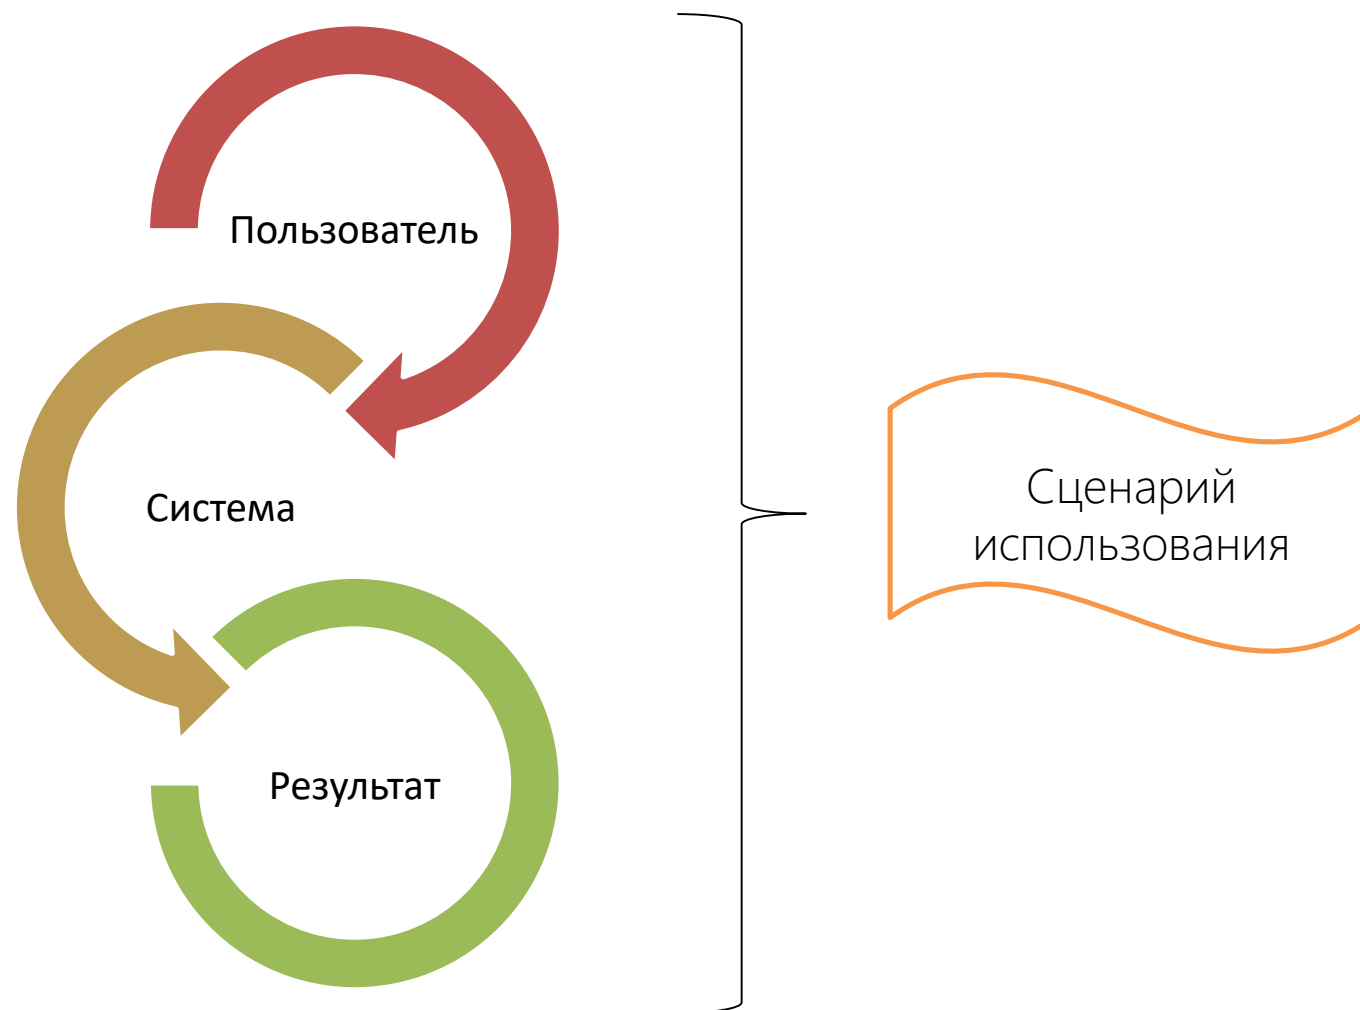 Пользователь
Система
Результат
Сценарий
использования